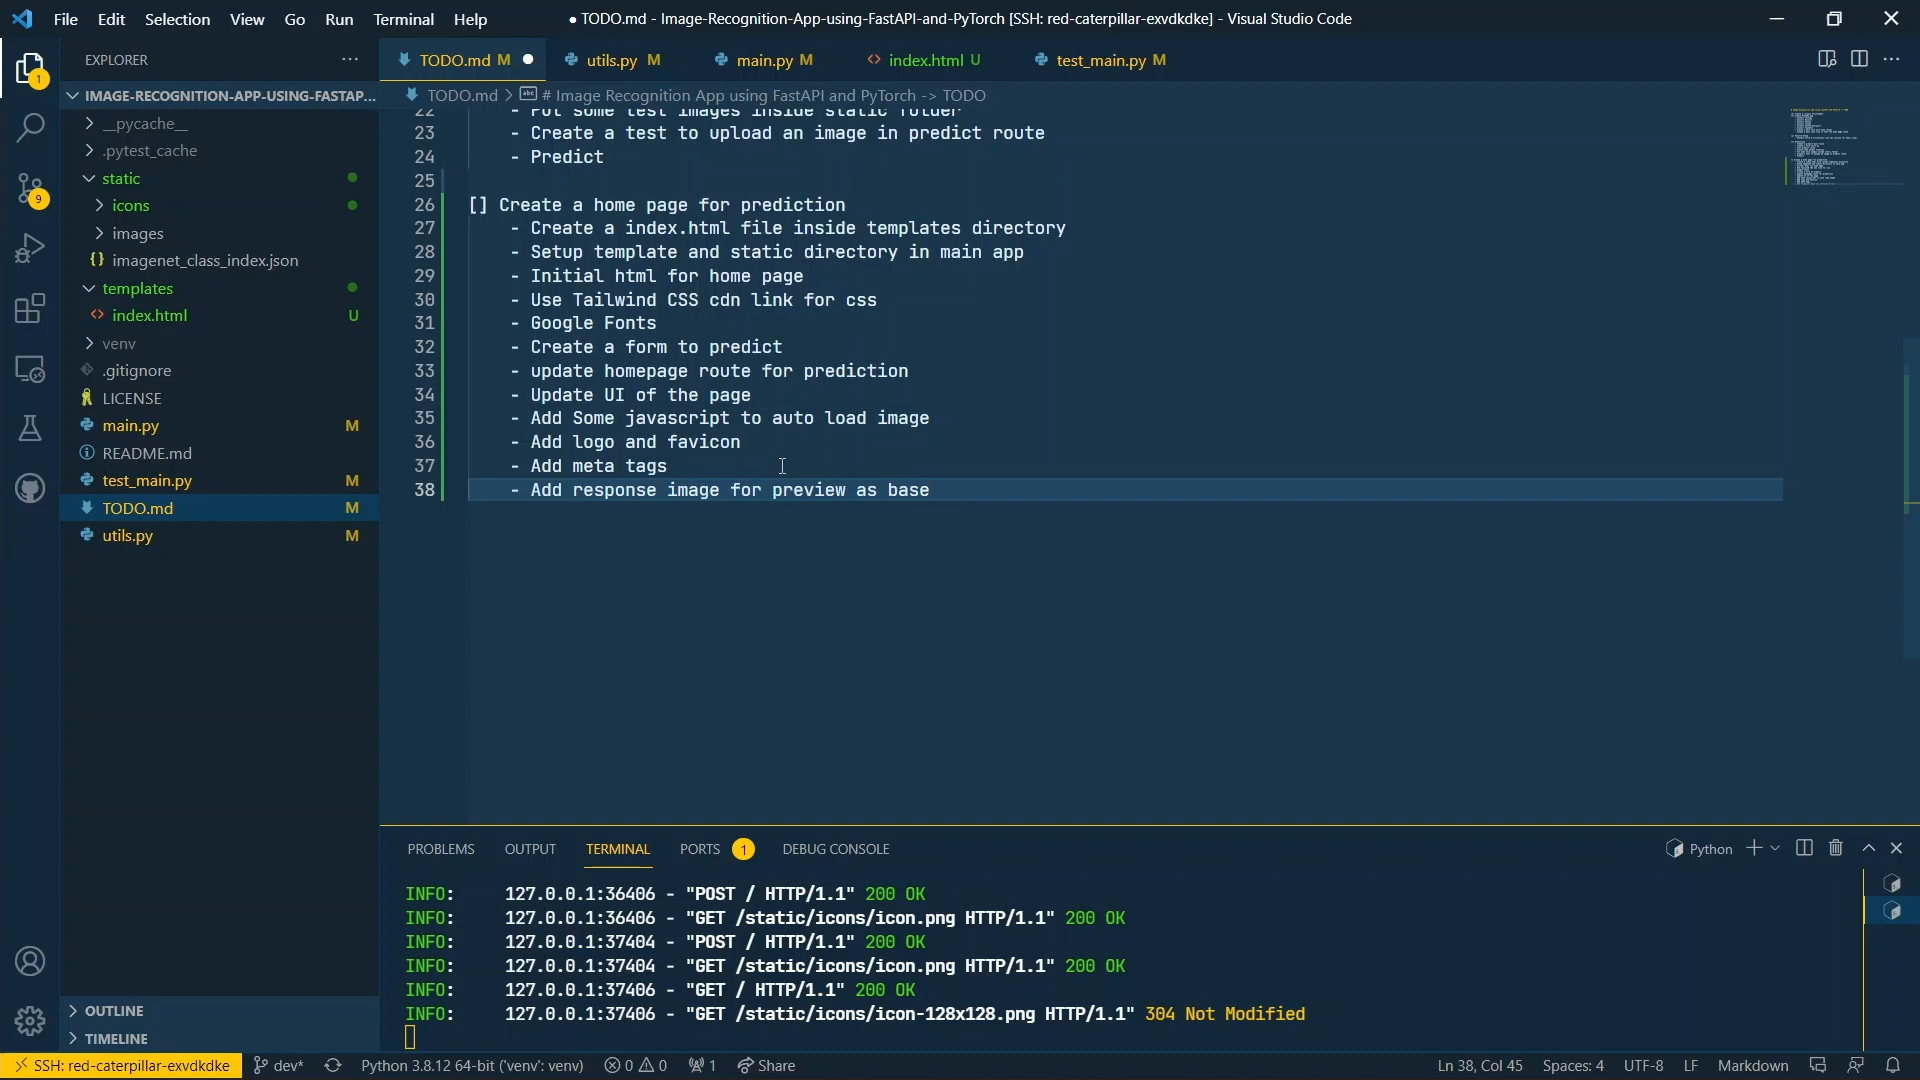 File Edit Selection View Go Run Terminal Help
● TODO.md - Image-Recognition-App-using-FastAPI-and-PyTorch [SSH: red-caterpillar-exvdkdke] - Visual Studio Code
EXPLORER ···
TODO.md M
utils.py M
main.py M
index.html U
test_main.py M
IMAGE-RECOGNITION-APP-USING-FASTAP...
TODO.md > # Image Recognition App using FastAPI and PyTorch -> TODO
1
9
__pycache__
.pytest_cache
static
icons
images
{} imagenet_class_index.json
templates
<> index.html U
venv
.gitignore
LICENSE
main.py M
README.md
test_main.py M
TODO.md M
utils.py M
OUTLINE
TIMELINE
22 - Put some test images inside static folder
23 - Create a test to upload an image in predict route
24 - Predict
25
26 [] Create a home page for prediction
27 - Create a index.html file inside templates directory
28 - Setup template and static directory in main app
29 - Initial html for home page
30 - Use Tailwind CSS cdn link for css
31 - Google Fonts
32 - Create a form to predict
33 - update homepage route for prediction
34 - Update UI of the page
35 - Add Some javascript to auto load image
36 - Add logo and favicon
37 - Add meta tags
38 - Add response image for preview as base
PROBLEMS OUTPUT TERMINAL PORTS 1 DEBUG CONSOLE
Python
INFO: 127.0.0.1:36406 - "POST / HTTP/1.1" 200 OK
INFO: 127.0.0.1:36406 - "GET /static/icons/icon.png HTTP/1.1" 200 OK
INFO: 127.0.0.1:37404 - "POST / HTTP/1.1" 200 OK
INFO: 127.0.0.1:37404 - "GET /static/icons/icon.png HTTP/1.1" 200 OK
INFO: 127.0.0.1:37406 - "GET / HTTP/1.1" 200 OK
INFO: 127.0.0.1:37406 - "GET /static/icons/icon-128x128.png HTTP/1.1" 304 Not Modified
SSH: red-caterpillar-exvdkdke dev* Python 3.8.12 64-bit ('venv': venv) 0 0 1 Share Ln 38, Col 45 Spaces: 4 UTF-8 LF Markdown